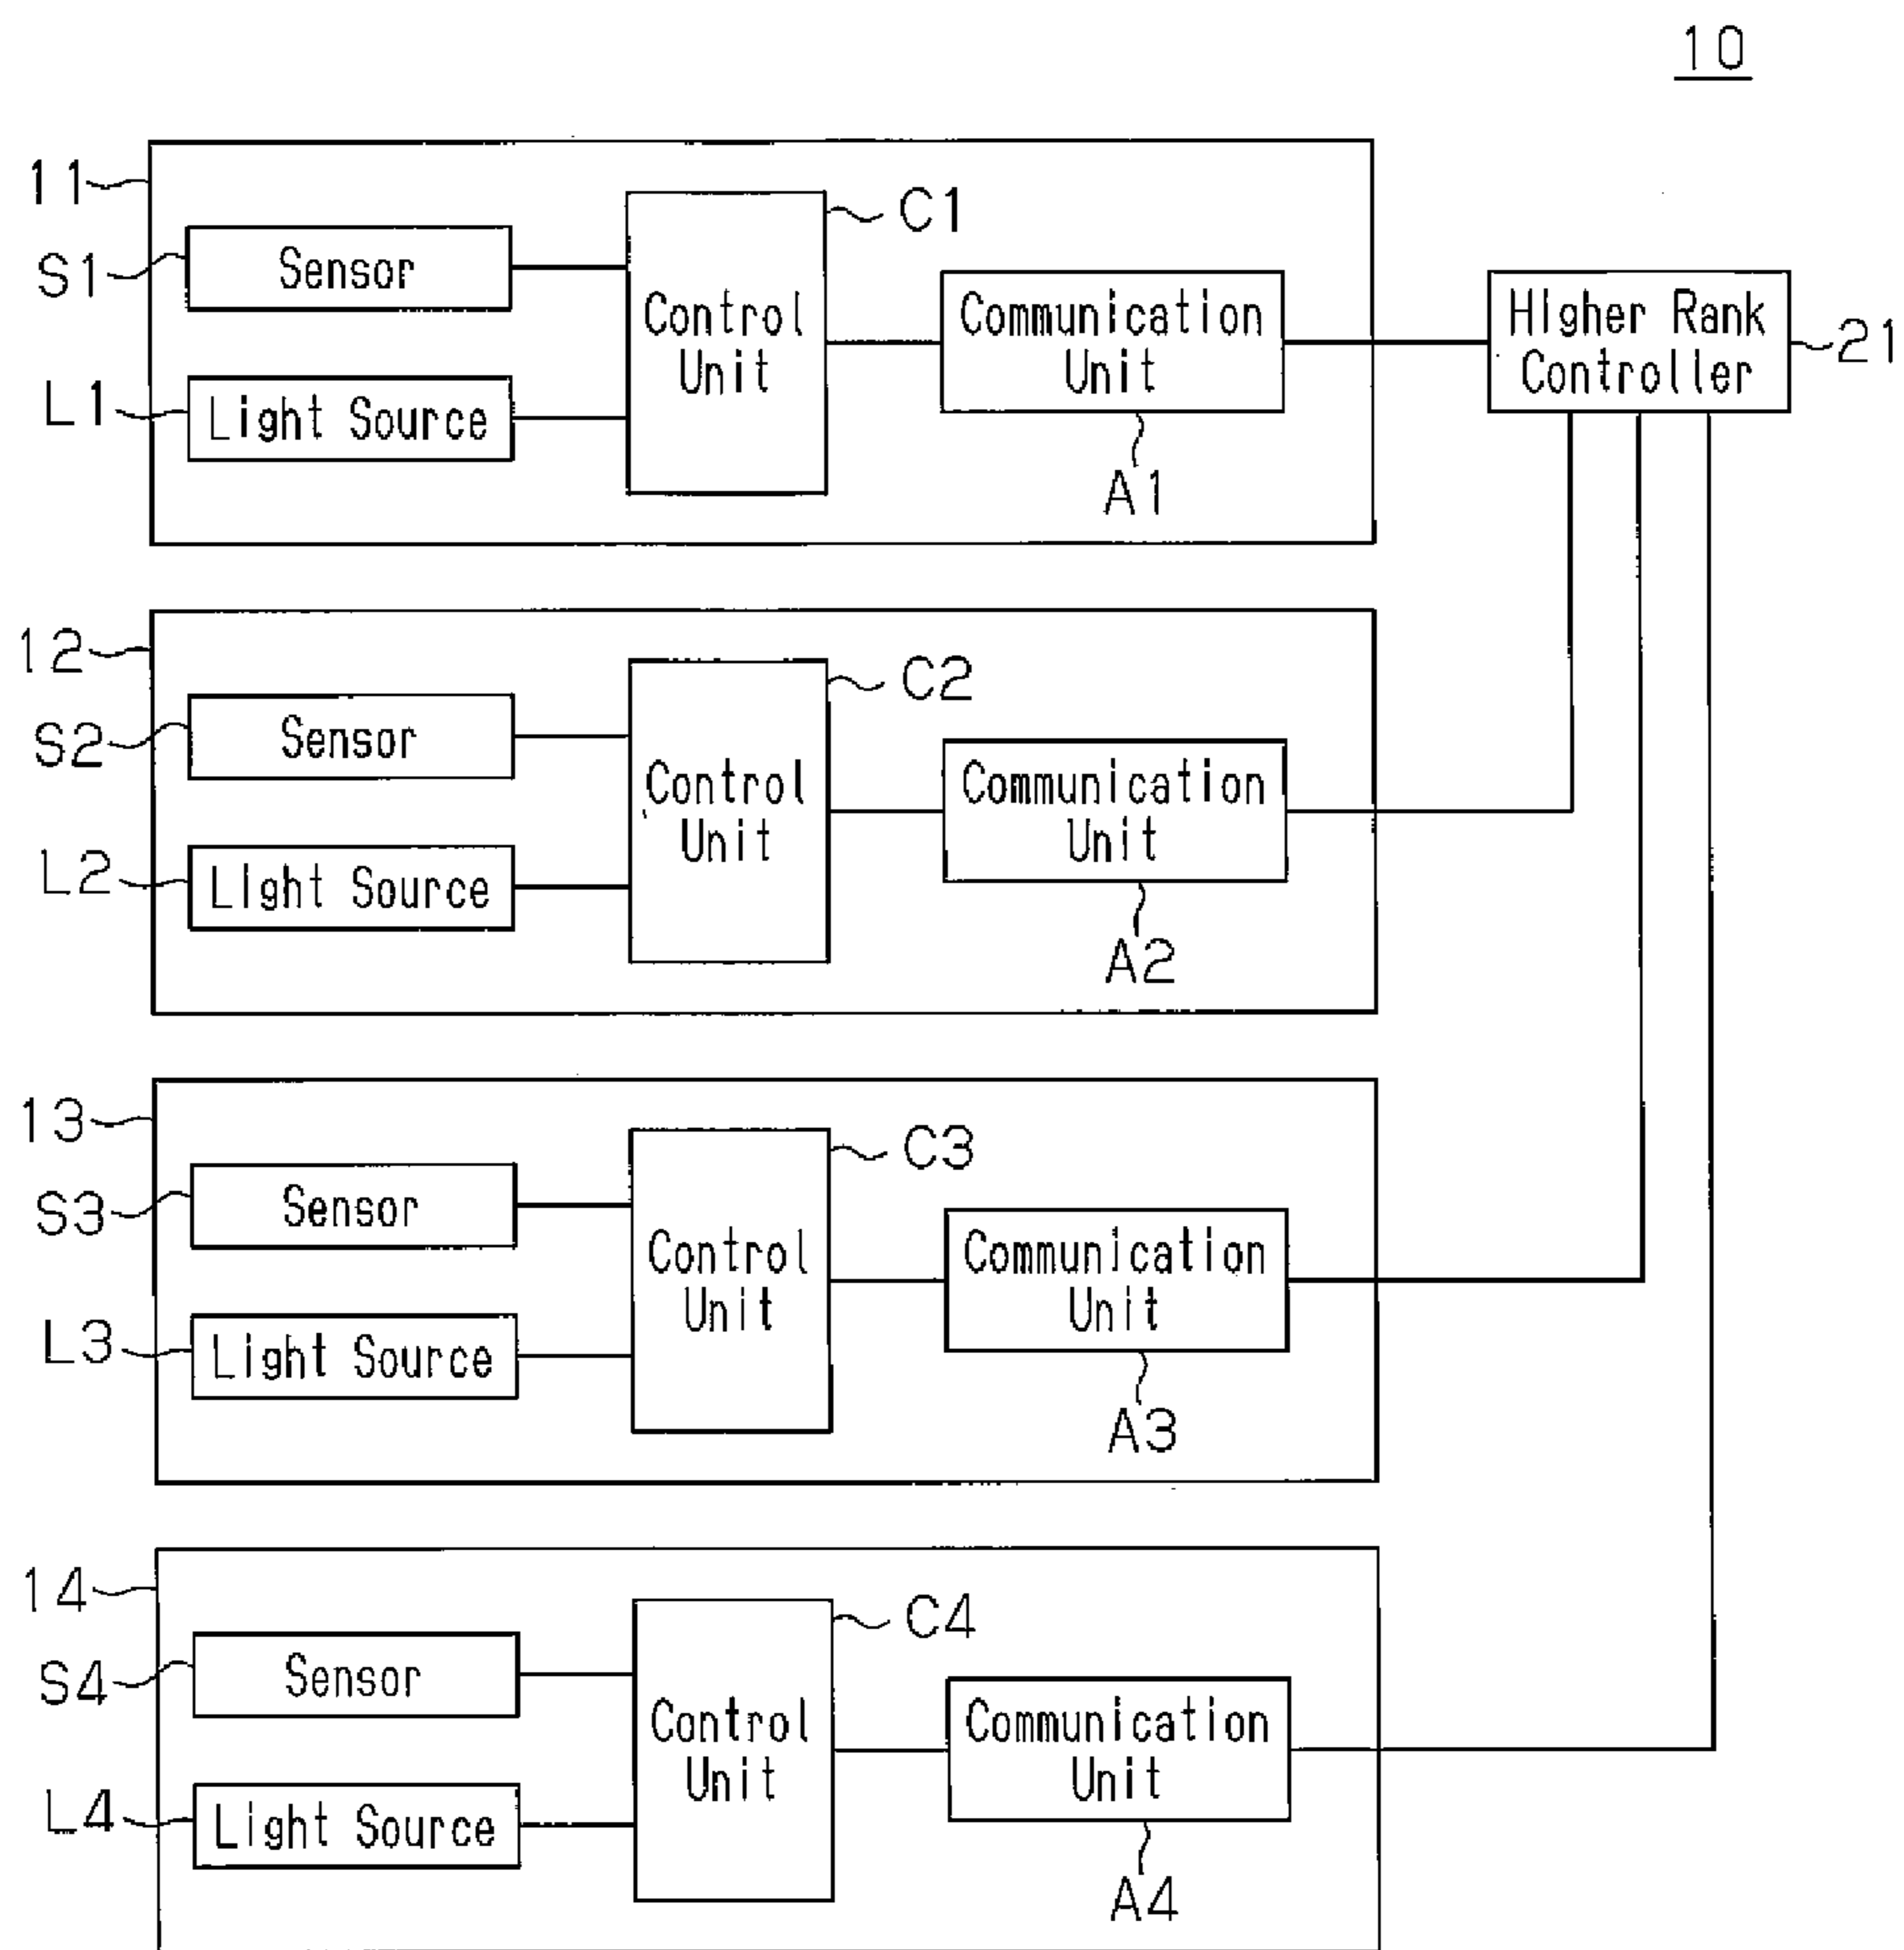 10
11
C1
S1
Sensor
Control
Unit
Communication
Unit
Higher Rank
Controller
21
L1
Light Source
A1
12
C2
S2
Sensor
Control
Unit
Communication
Unit
L2
Light Source
A2
13
C3
S3
Sensor
Control
Unit
Communication
Unit
L3
Light Source
A3
14
C4
S4
Sensor
Control
Unit
Communication
Unit
L4
Light Source
A4